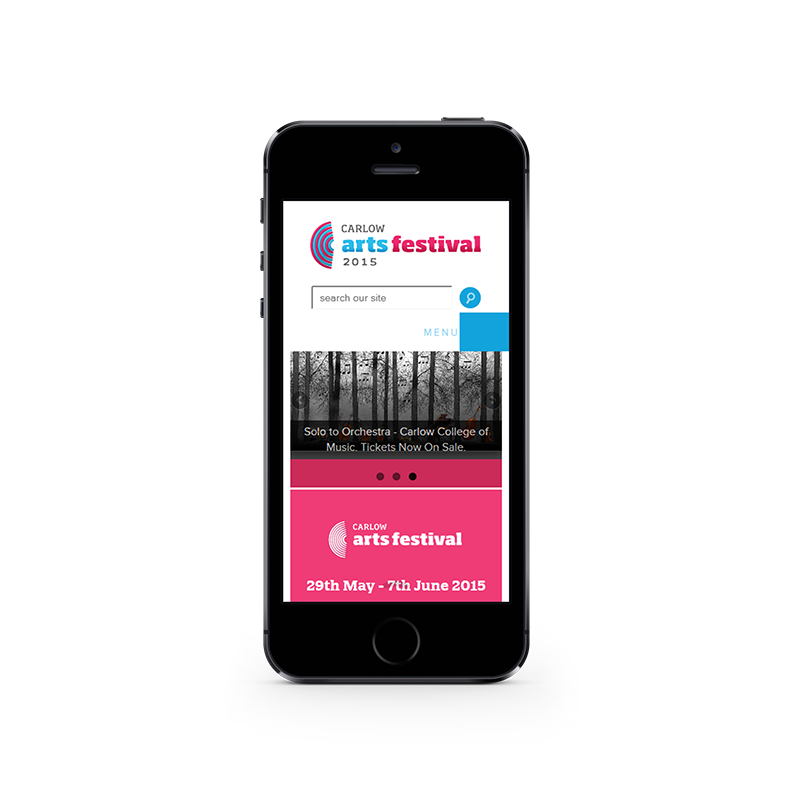 CARLOW
arts festival
2015
search our site
MENU
Solo to Orchestra - Carlow College of
Music. Tickets Now On Sale.
CARLOW
arts festival
29th May - 7th June 2015